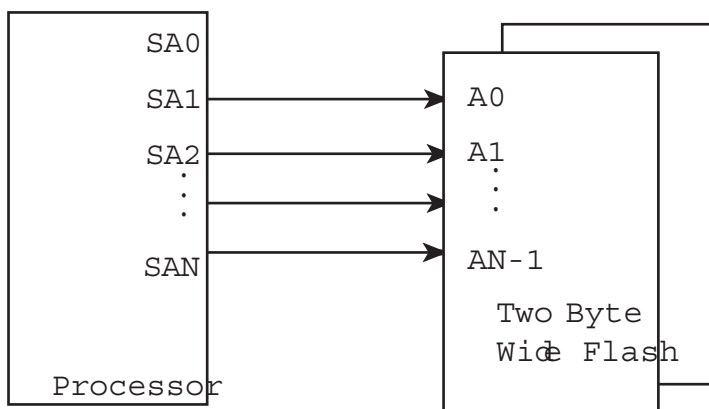 SA0
SA1
SA2
SAN
Processor
A0
A1
AN-1
Two Byte
Wide Flash